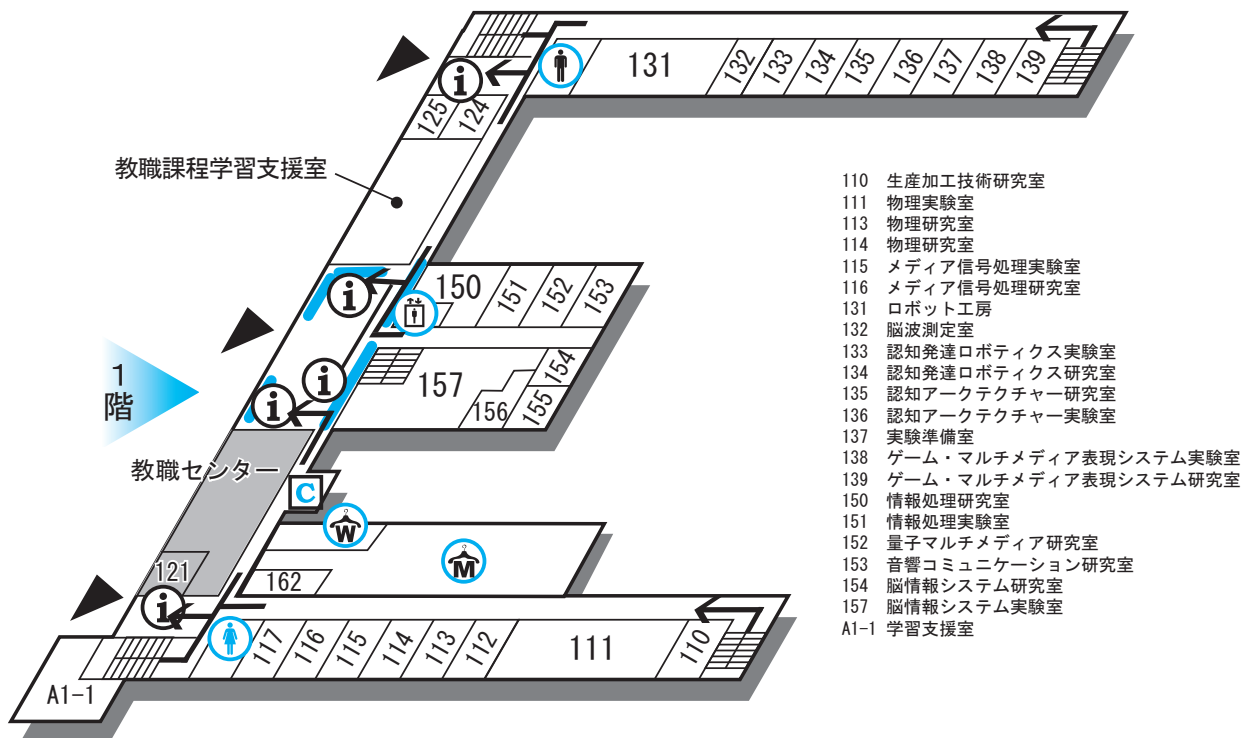 131
132
133
134
135
136
137
138
139
i
125
124
教職課程学習支援室
i
150
151
152
153
i
i
157
154
155
156
1
階
教職センター
C
W
M
121
162
i
117
116
115
114
113
112
111
110
A1-1
110 生産加工技術研究室
111 物理実験室
113 物理研究室
114 物理研究室
115 メディア信号処理実験室
116 メディア信号処理研究室
131 ロボット工房
132 脳波測定室
133 認知発達ロボティクス実験室
134 認知発達ロボティクス研究室
135 認知アークテクチャー研究室
136 認知アークテクチャー実験室
137 実験準備室
138 ゲーム・マルチメディア表現システム実験室
139 ゲーム・マルチメディア表現システム研究室
150 情報処理研究室
151 情報処理実験室
152 量子マルチメディア研究室
153 音響コミュニケーション研究室
154 脳情報システム研究室
157 脳情報システム実験室
A1-1 学習支援室